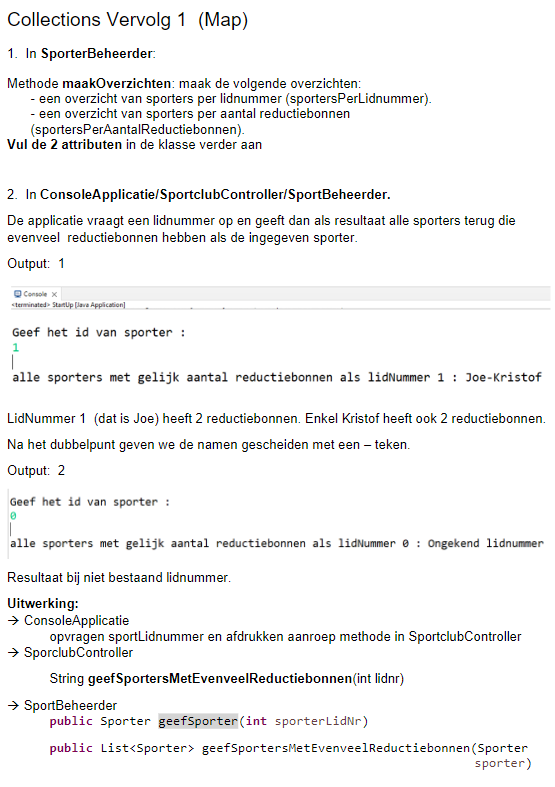 Collections Vervolg 1 (Map)
1. In SporterBeheerder:
Methode maakOverzichten: maak de volgende overzichten:
- een overzicht van sporters per lidnummer (sportersPerLidnummer).
- een overzicht van sporters per aantal reductiebonnen
(sportersPerAantalReductiebonnen).
Vul de 2 attributen in de klasse verder aan
2. In ConsoleApplicatie/SportclubController/SportBeheerder.
De applicatie vraagt een lidnummer op en geeft dan als resultaat alle sporters terug die
evenveel reductiebonnen hebben als de ingegeven sporter.
Output: 1
Console
<terminated> StartUp [Java Application]
Geef het id van sporter :
1
alle sporters met gelijk aantal reductiebonnen als lidNummer 1 : Joe-Kristof
LidNummer 1 (dat is Joe) heeft 2 reductiebonnen. Enkel Kristof heeft ook 2 reductiebonnen.
Na het dubbelpunt geven we de namen gescheiden met een – teken.
Output: 2
Geef het id van sporter :
0
alle sporters met gelijk aantal reductiebonnen als lidNummer 0 : Ongekend lidnummer
Resultaat bij niet bestaand lidnummer.
Uitwerking:
→ ConsoleApplicatie
opvragen sportLidnummer en afdrukken aanroep methode in SportclubController
→ SporclubController
String geefSportersMetEvenveelReductiebonnen(int lidnr)
→ SportBeheerder
public Sporter geefSporter(int sporterLidNr)
public List<Sporter> geefSportersMetEvenveelReductiebonnen(Sporter
sporter)